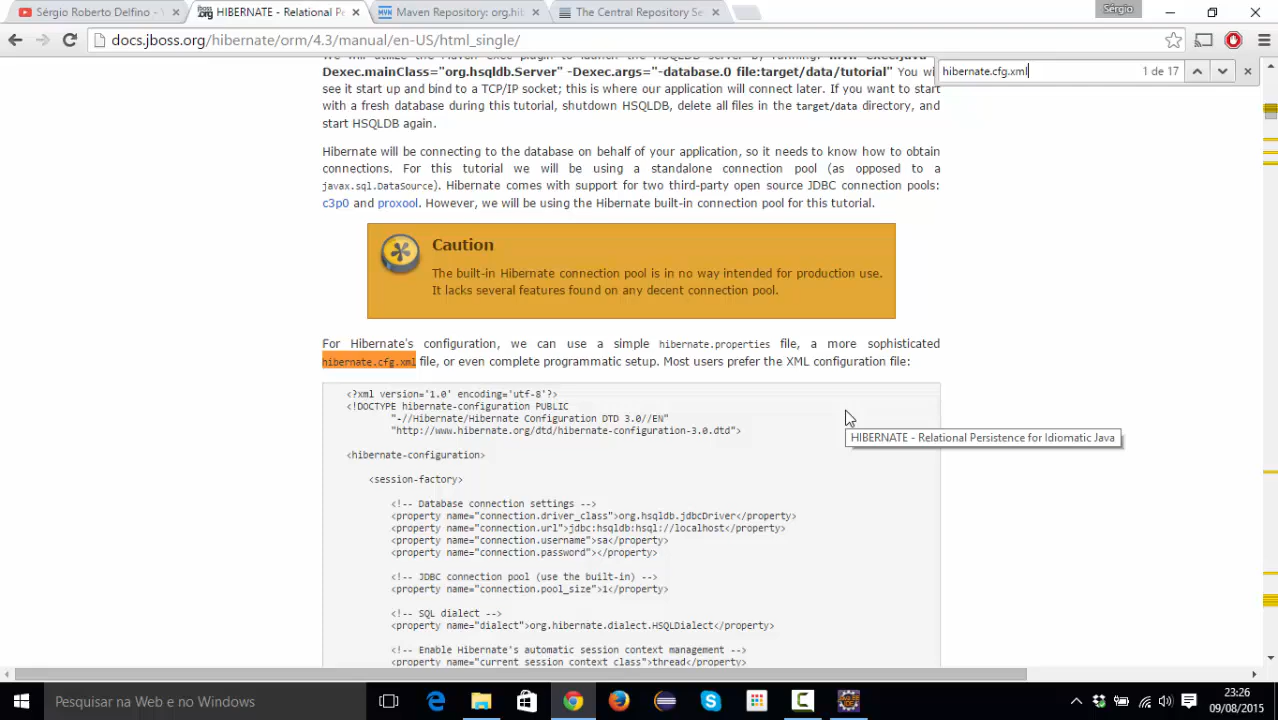 Sérgio Roberto Delfino -
HIBERNATE - Relational P
Maven Repository: org.hi
The Central Repository Se
Sérgio
docs.jboss.org/hibernate/orm/4.3/manual/en-US/html_single/
hibernate.cfg.xml
1 de 17
Dexec.mainClass="org.hsqldb.Server" -Dexec.args="-database.0 file:target/data/tutorial" You wi
see it start up and bind to a TCP/IP socket; this is where our application will connect later. If you want to start
with a fresh database during this tutorial, shutdown HSQLDB, delete all files in the target/data directory, and
start HSQLDB again.
Hibernate will be connecting to the database on behalf of your application, so it needs to know how to obtain
connections. For this tutorial we will be using a standalone connection pool (as opposed to a
javax.sql.DataSource). Hibernate comes with support for two third-party open source JDBC connection pools:
c3p0 and proxool. However, we will be using the Hibernate built-in connection pool for this tutorial.
Caution
The built-in Hibernate connection pool is in no way intended for production use.
It lacks several features found on any decent connection pool.
For Hibernate's configuration, we can use a simple hibernate.properties file, a more sophisticated
hibernate.cfg.xml file, or even complete programmatic setup. Most users prefer the XML configuration file:
<?xml version='1.0' encoding='utf-8'?>
<!DOCTYPE hibernate-configuration PUBLIC
"-//Hibernate/Hibernate Configuration DTD 3.0//EN"
"http://www.hibernate.org/dtd/hibernate-configuration-3.0.dtd">
HIBERNATE - Relational Persistence for Idiomatic Java
<hibernate-configuration>
<session-factory>
<!-- Database connection settings -->
<property name="connection.driver_class">org.hsqldb.jdbcDriver</property>
<property name="connection.url">jdbc:hsqldb:hsql://localhost</property>
<property name="connection.username">sa</property>
<property name="connection.password"></property>
<!-- JDBC connection pool (use the built-in) -->
<property name="connection.pool_size">1</property>
<!-- SQL dialect -->
<property name="dialect">org.hibernate.dialect.HSQLDialect</property>
<!-- Enable Hibernate's automatic session context management -->
<property name="current_session_context_class">thread</property>
Pesquisar na Web e no Windows
23:26
09/08/2015